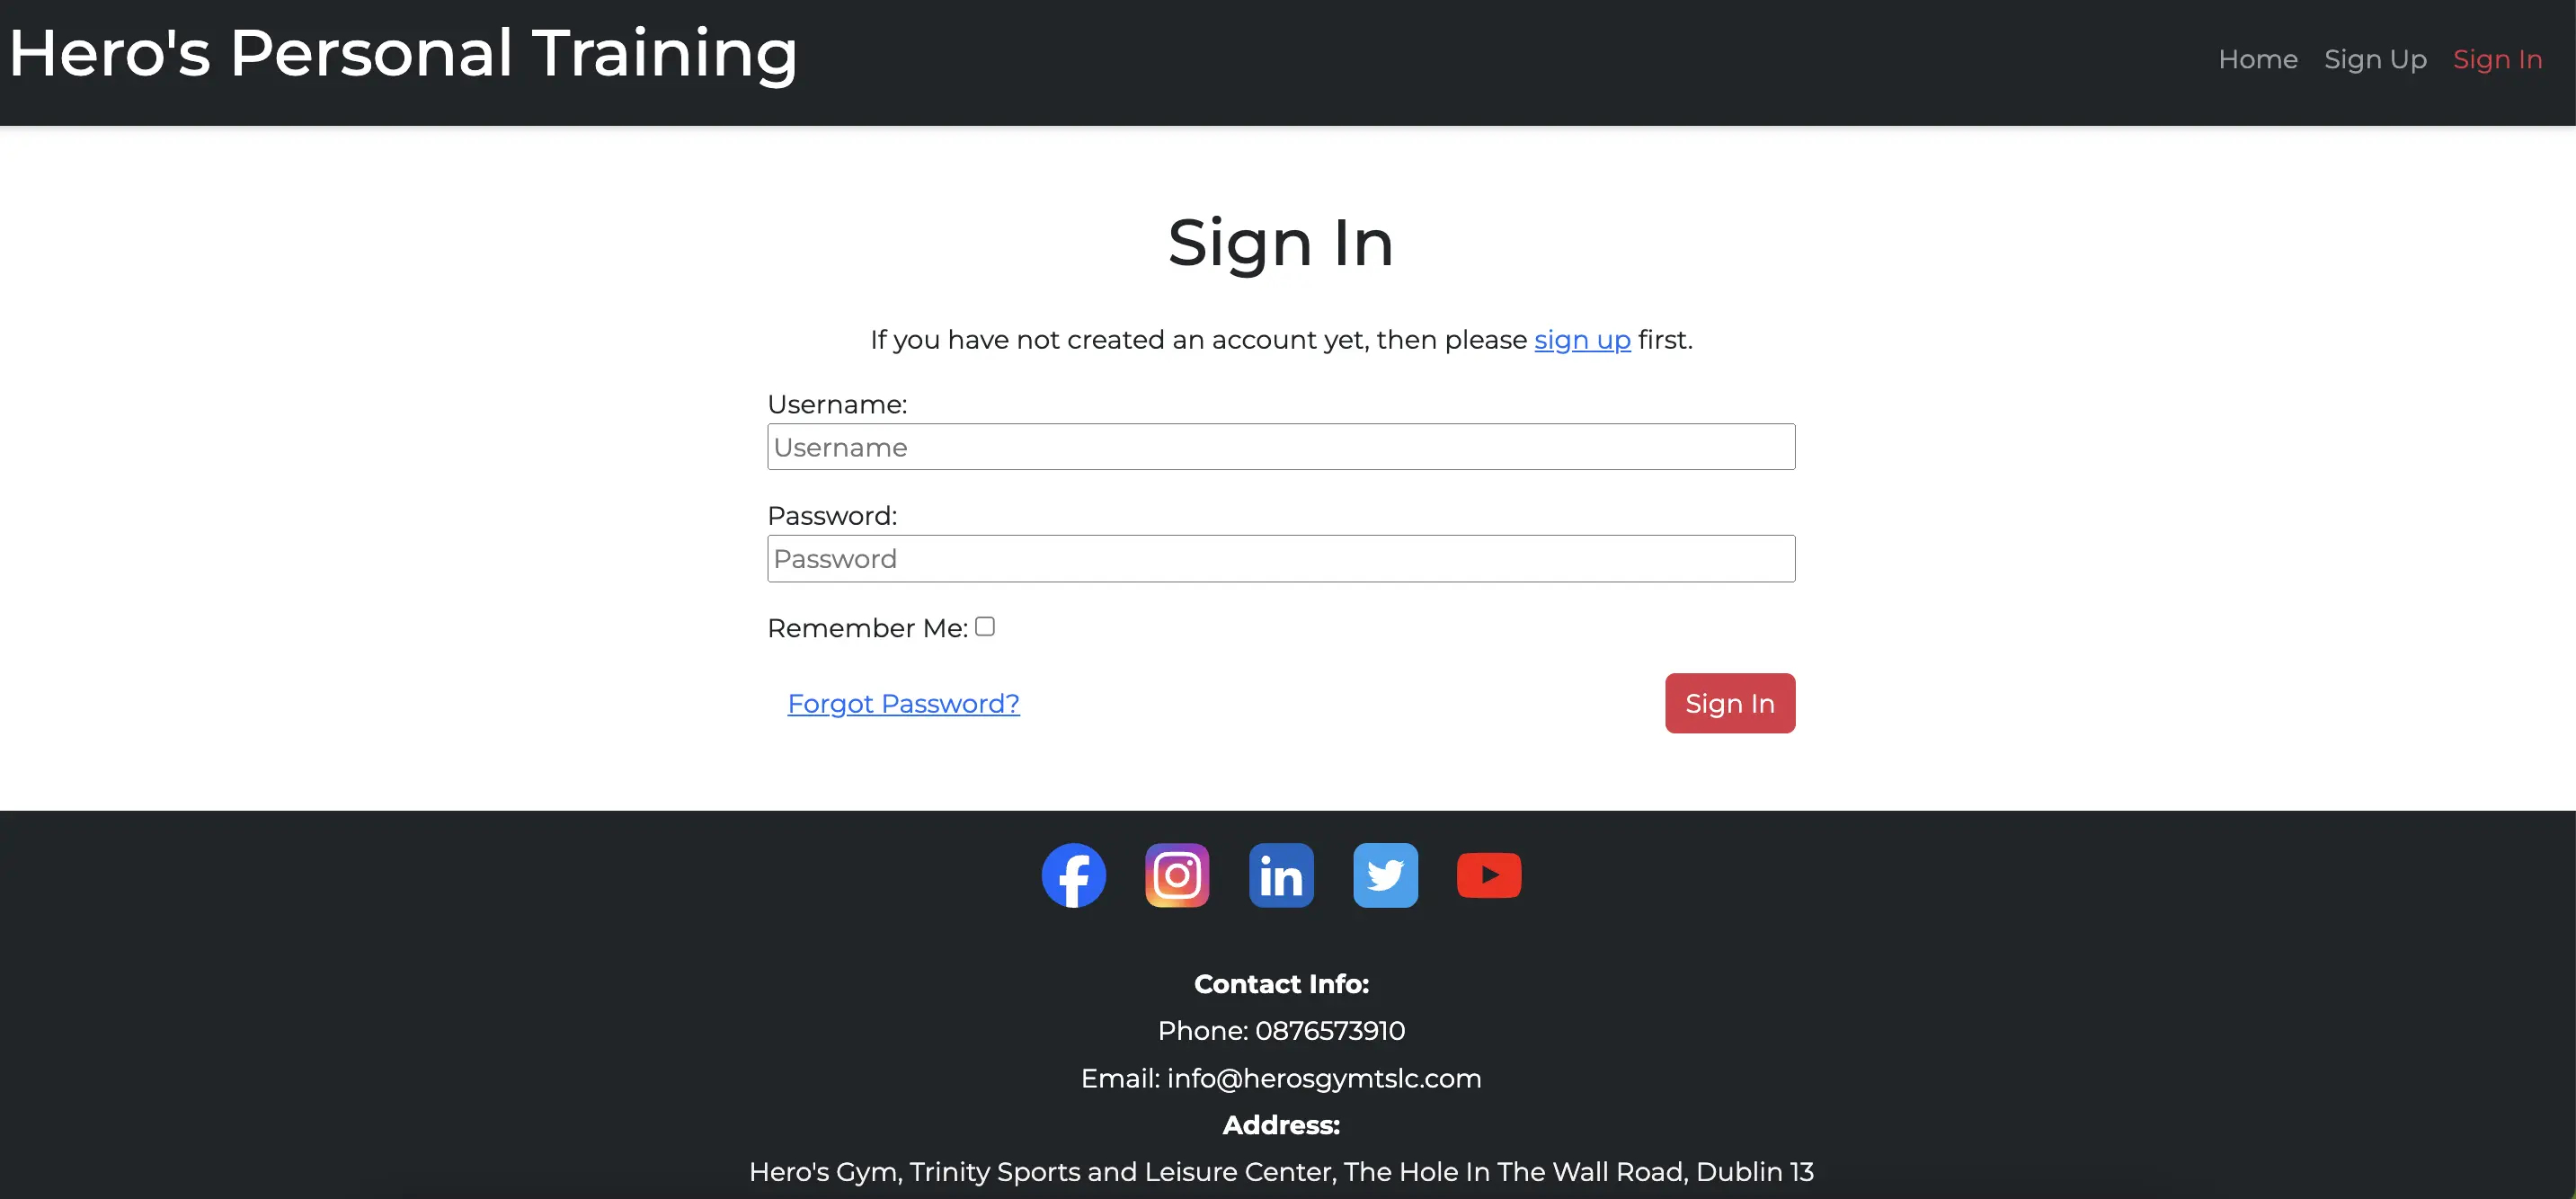 Hero's Personal Training
Home Sign Up Sign In
Sign In
If you have not created an account yet, then please sign up first.
Username:
Username
Password:
Password
Remember Me:
Forgot Password? Sign In
Contact Info:
Phone: 0876573910
Email: info@herosgymtslc.com
Address:
Hero's Gym, Trinity Sports and Leisure Center, The Hole In The Wall Road, Dublin 13